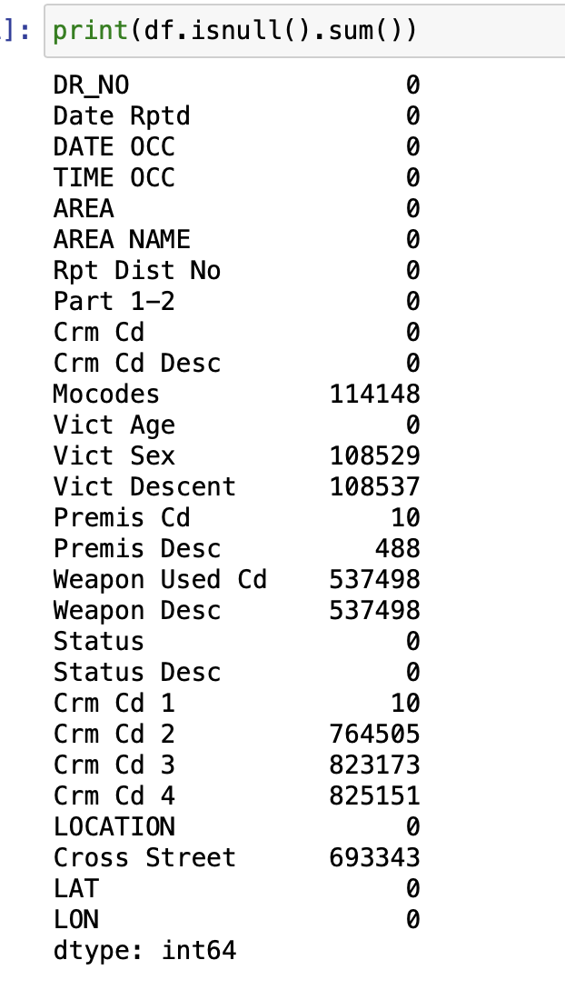 ]: print(df.isnull().sum())
DR_NO 0
Date Rptd 0
DATE OCC 0
TIME OCC 0
AREA 0
AREA NAME 0
Rpt Dist No 0
Part 1-2 0
Crm Cd 0
Crm Cd Desc 0
Mocodes 114148
Vict Age 0
Vict Sex 108529
Vict Descent 108537
Premis Cd 10
Premis Desc 488
Weapon Used Cd 537498
Weapon Desc 537498
Status 0
Status Desc 0
Crm Cd 1 10
Crm Cd 2 764505
Crm Cd 3 823173
Crm Cd 4 825151
LOCATION 0
Cross Street 693343
LAT 0
LON 0
dtype: int64